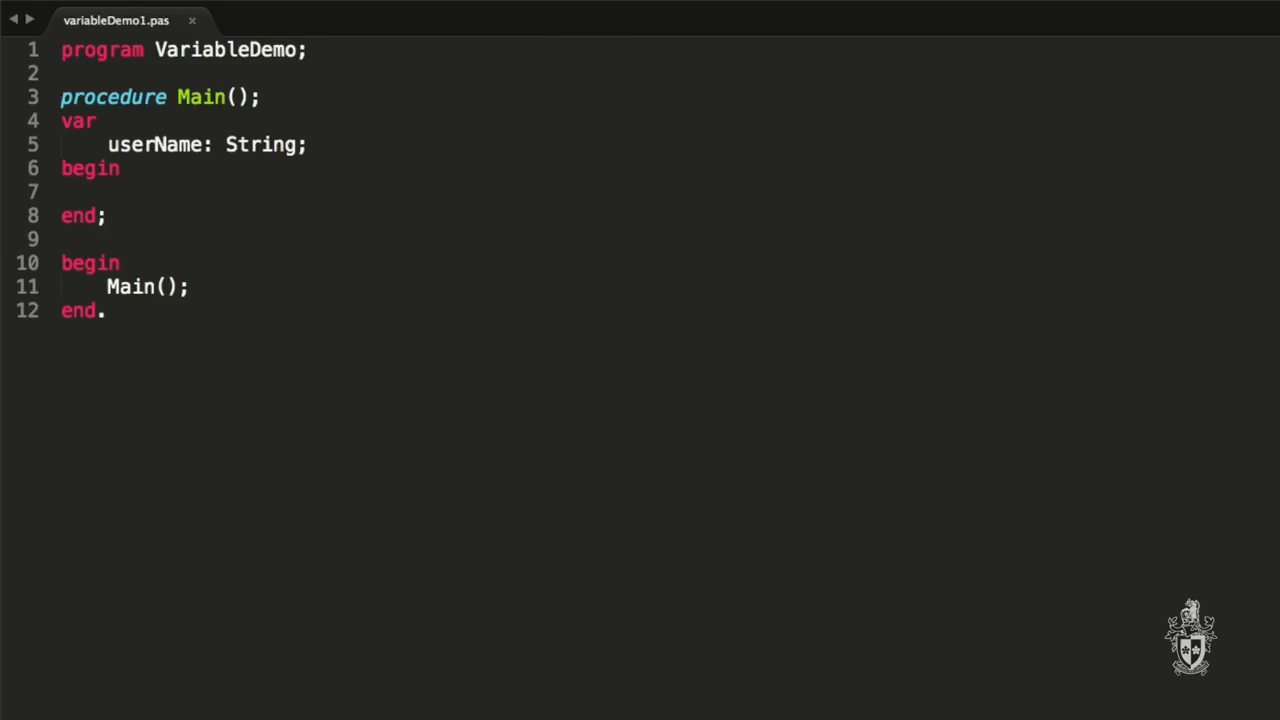 variableDemo1.pas ×
1 program VariableDemo;
2
3 procedure Main();
4 var
5     userName: String;
6 begin
7
8 end;
9
10 begin
11     Main();
12 end.